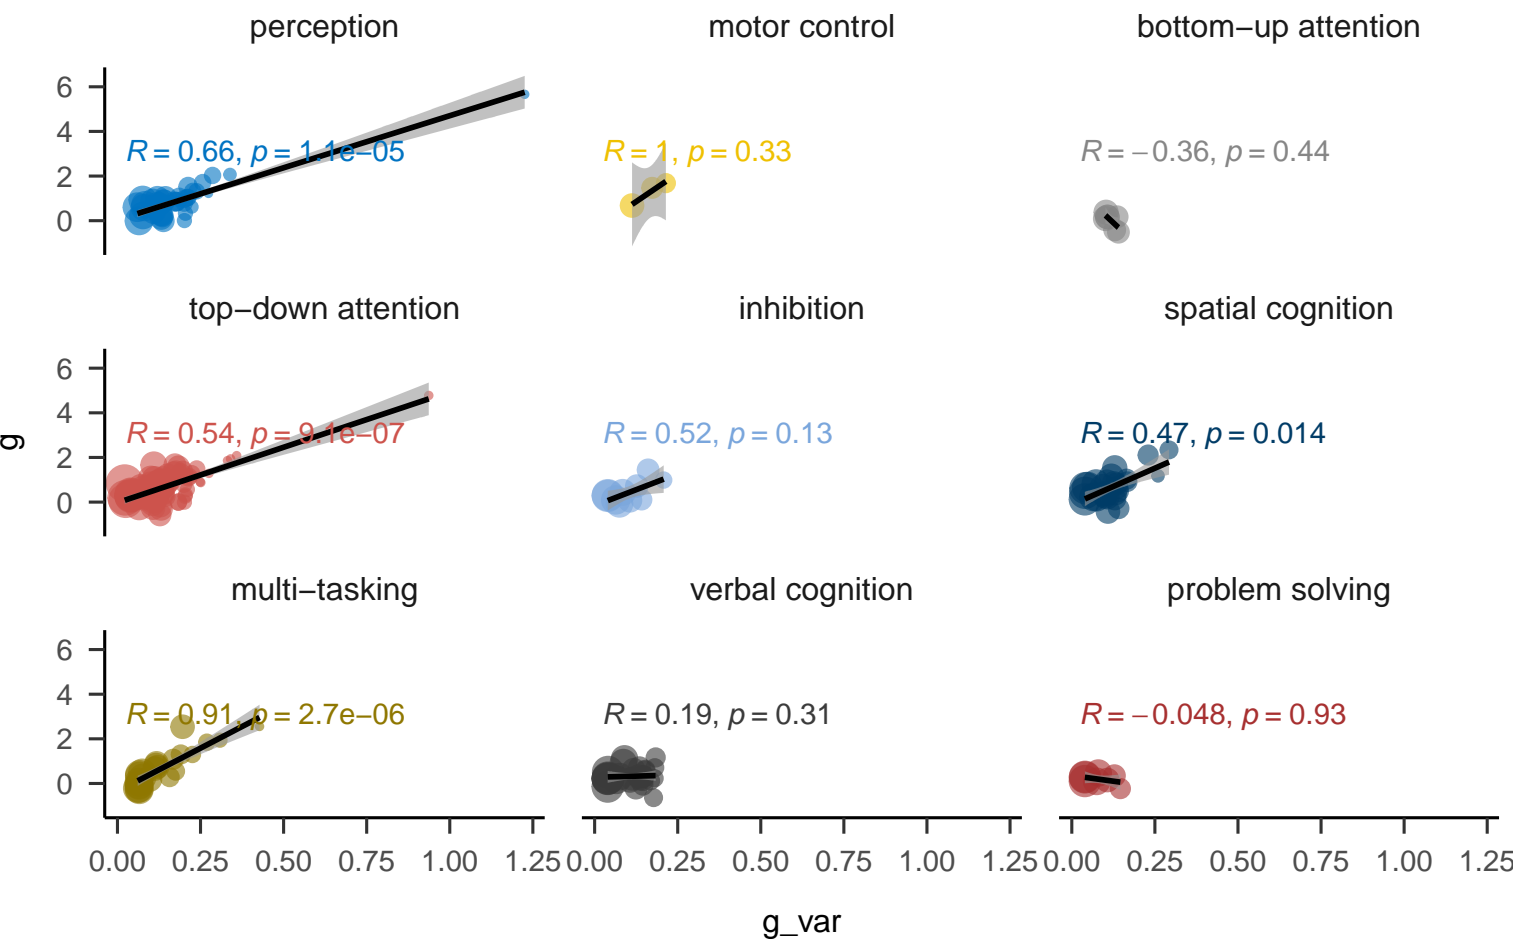 perception motor control bottom−up attention
6
4
R = 0.66, p = 1.1e−05 R = 1, p = 0.33 R = −0.36, p = 0.44
2
0
top−down attention inhibition spatial cognition
6
4
R = 0.54, p = 9.1e−07 R = 0.52, p = 0.13 R = 0.47, p = 0.014
g
2
0
multi−tasking verbal cognition problem solving
6
4
R = 0.91, p = 2.7e−06 R = 0.19, p = 0.31 R = −0.048, p = 0.93
2
0
0.00 0.25 0.50 0.75 1.00 1.25 0.00 0.25 0.50 0.75 1.00 1.25 0.00 0.25 0.50 0.75 1.00 1.25
g_var